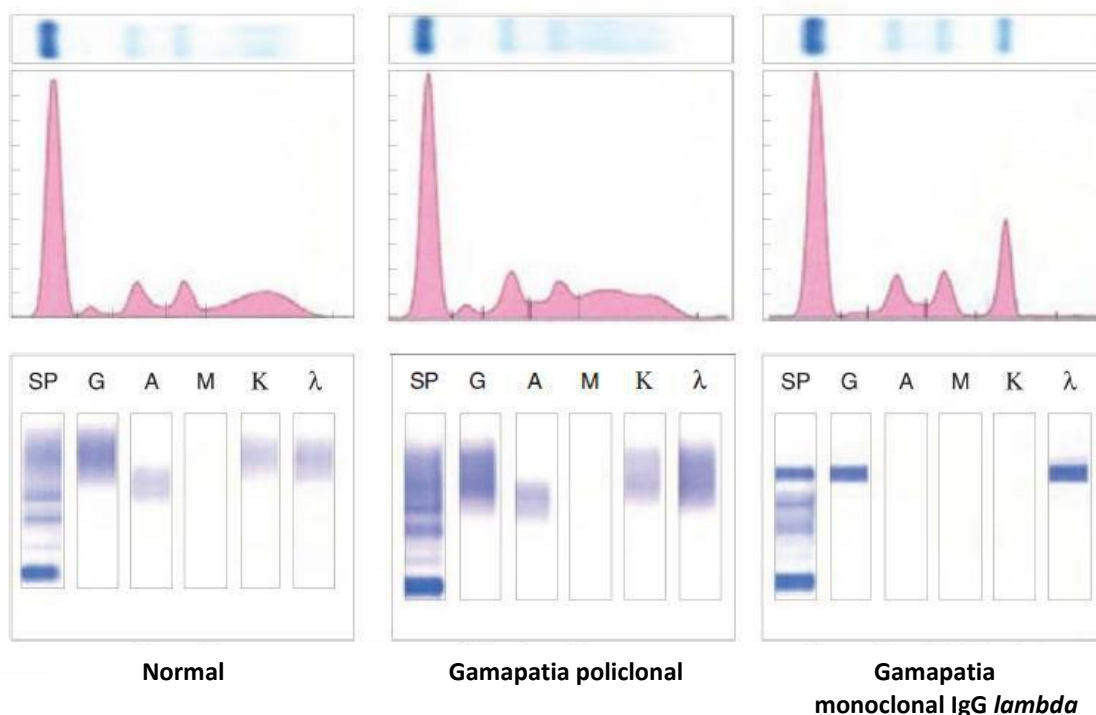 SP G A M K λ
SP G A M K λ
SP G A M K λ
Normal
Gamapatia policlonal
Gamapatia
monoclonal IgG lambda